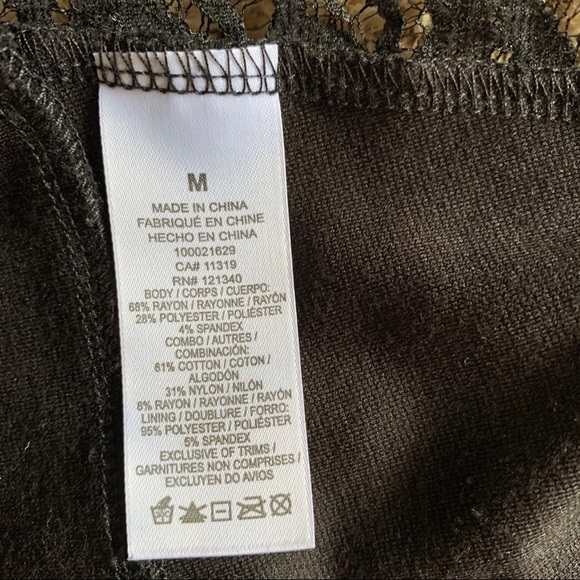 M
MADE IN CHINA
FABRIQUÉ EN CHINE
HECHO EN CHINA
100021629
CA# 11319
RN# 121340
BODY / CORPS / CUERPO:
68% RAYON / RAYONNE / RAYÓN
28% POLYESTER / POLIÉSTER
4% SPANDEX
COMBO / AUTRES /
COMBINACIÓN:
61% COTTON / COTON /
ALGODÓN
31% NYLON / NILÓN
8% RAYON / RAYONNE / RAYÓN
LINING / DOUBLURE / FORRO:
95% POLYESTER / POLIÉSTER
5% SPANDEX
EXCLUSIVE OF TRIMS /
GARNITURES NON COMPRISES /
EXCLUYEN DO AVIOS